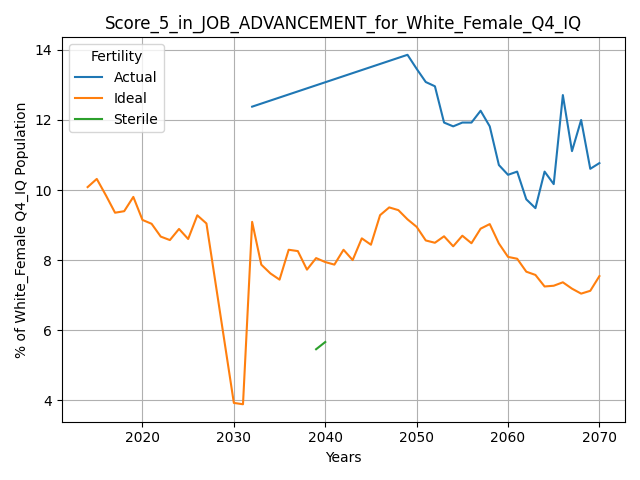 Score_5_in_JOB_ADVANCEMENT_for_White_Female_Q4_IQ
Fertility
Actual
Ideal
Sterile
% of White_Female Q4_IQ Population
14
12
10
8
6
4
2020 2030 2040 2050 2060 2070
Years